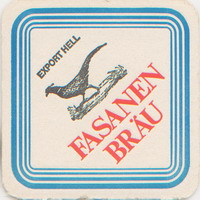 EXPORT HELL
FASANEN
BRÄU